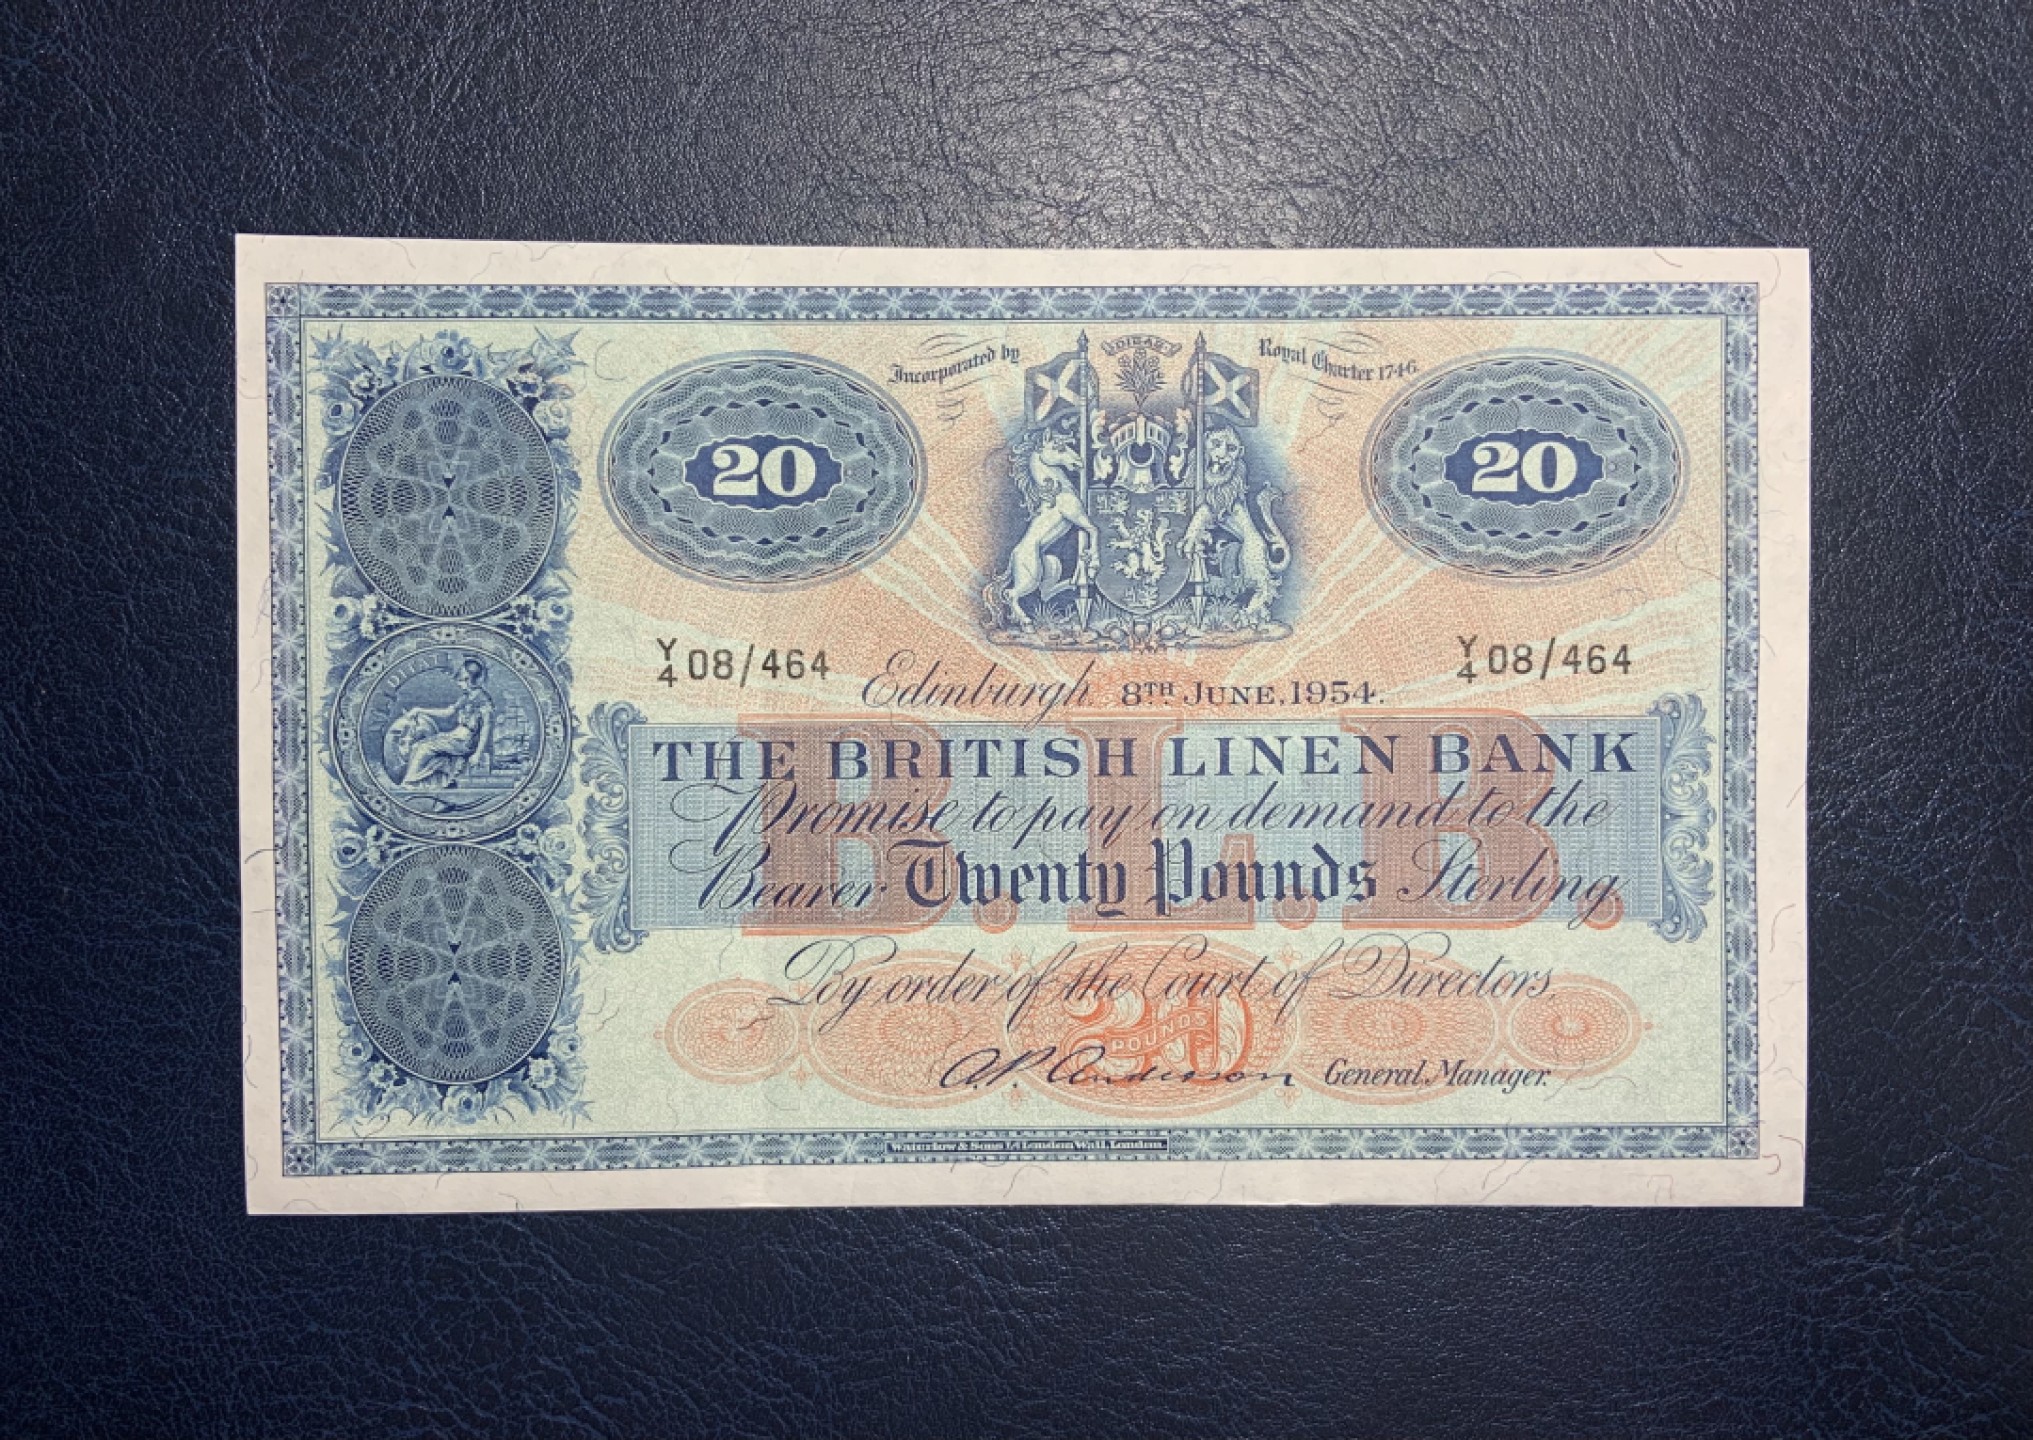 Incorporated by Royal Charter 1746.
DIEAS
20 20
Y/4 08/464 Y/4 08/464
Edinburgh, 8TH JUNE, 1954.
THE BRITISH LINEN BANK
Promise to pay on demand to the
Bearer Twenty Pounds Sterling.
B.L.B.
By order of the Court of Directors,
20
POUNDS
A.P. Anderson General Manager.
Waterlow & Sons Ld London Wall, London.